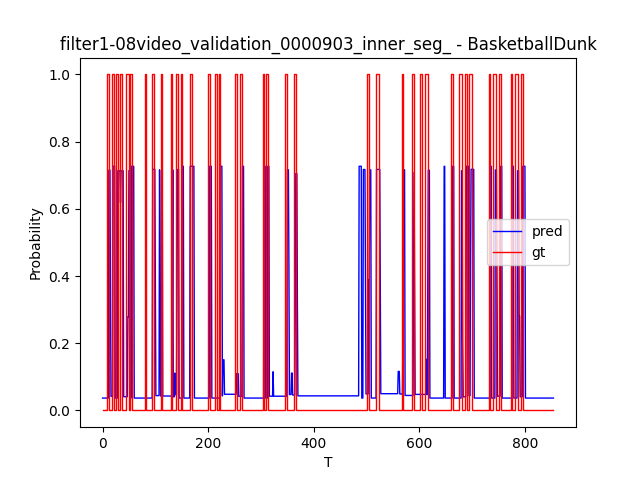 filter1-08video_validation_0000903_inner_seg_ - BasketballDunk
1.0
0.8
0.6
0.4
0.2
0.0
Probability
pred
gt
0
200
400
600
800
T